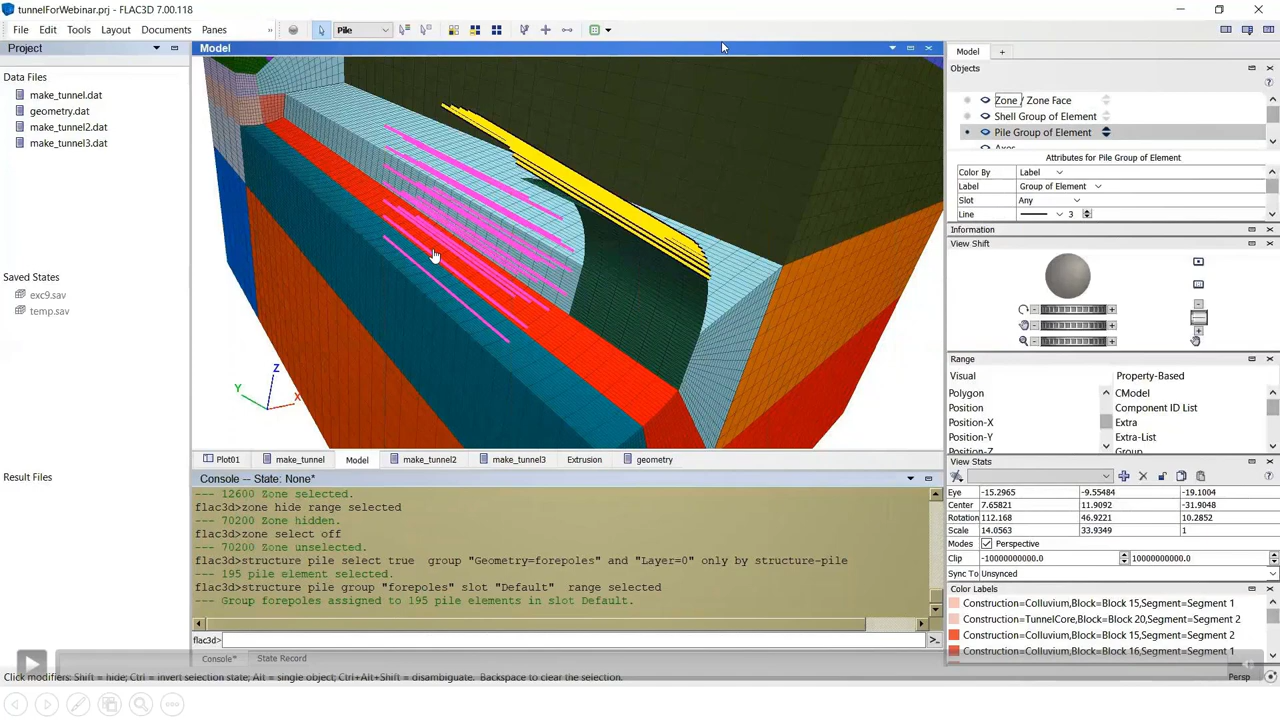 tunnelForWebinar.prj - FLAC3D 7.00.118
File Edit Tools Layout Documents Panes » Pile
Project
Model
Data Files
make_tunnel.dat
geometry.dat
make_tunnel2.dat
make_tunnel3.dat
Saved States
exc9.sav
temp.sav
Result Files
Z
Y
X
Plot01 make_tunnel Model make_tunnel2 make_tunnel3 Extrusion geometry
Console -- State: None*
--- 12600 Zone selected.
flac3d>zone hide range selected
--- 70200 Zone hidden.
flac3d>zone select off
--- 70200 Zone unselected.
flac3d>structure pile select true  group "Geometry=forepoles" and "Layer=0" only by structure-pile
--- 195 pile element selected.
flac3d>structure pile group "forepoles" slot "Default"  range selected
--- Group forepoles assigned to 195 pile elements in slot Default.
flac3d>
Console* State Record
Click modifiers: Shift = hide; Ctrl = invert selection state; Alt = single object; Ctrl+Alt+Shift = disambiguate. Backspace to clear the selection.
Persp
Model +
Objects
Zone / Zone Face
Shell Group of Element
Pile Group of Element
Axes
Attributes for Pile Group of Element
Color By Label
Label Group of Element
Slot Any
Line 3
Information
View Shift
Range
Visual Property-Based
Polygon CModel
Position Component ID List
Position-X Extra
Position-Y Extra-List
Position-Z Group
View Stats
Eye -15.2965 -9.55484 -19.1004
Center 7.65821 11.9092 -31.9048
Rotation 112.168 46.9221 10.2852
Scale 14.0563 33.9349 1
Modes Perspective
Clip -10000000000.0 10000000000.0
Sync To Unsynced
Color Labels
Construction=Colluvium,Block=Block 15,Segment=Segment 1
Construction=TunnelCore,Block=Block 20,Segment=Segment 2
Construction=Colluvium,Block=Block 15,Segment=Segment 2
Construction=Colluvium,Block=Block 16,Segment=Segment 1